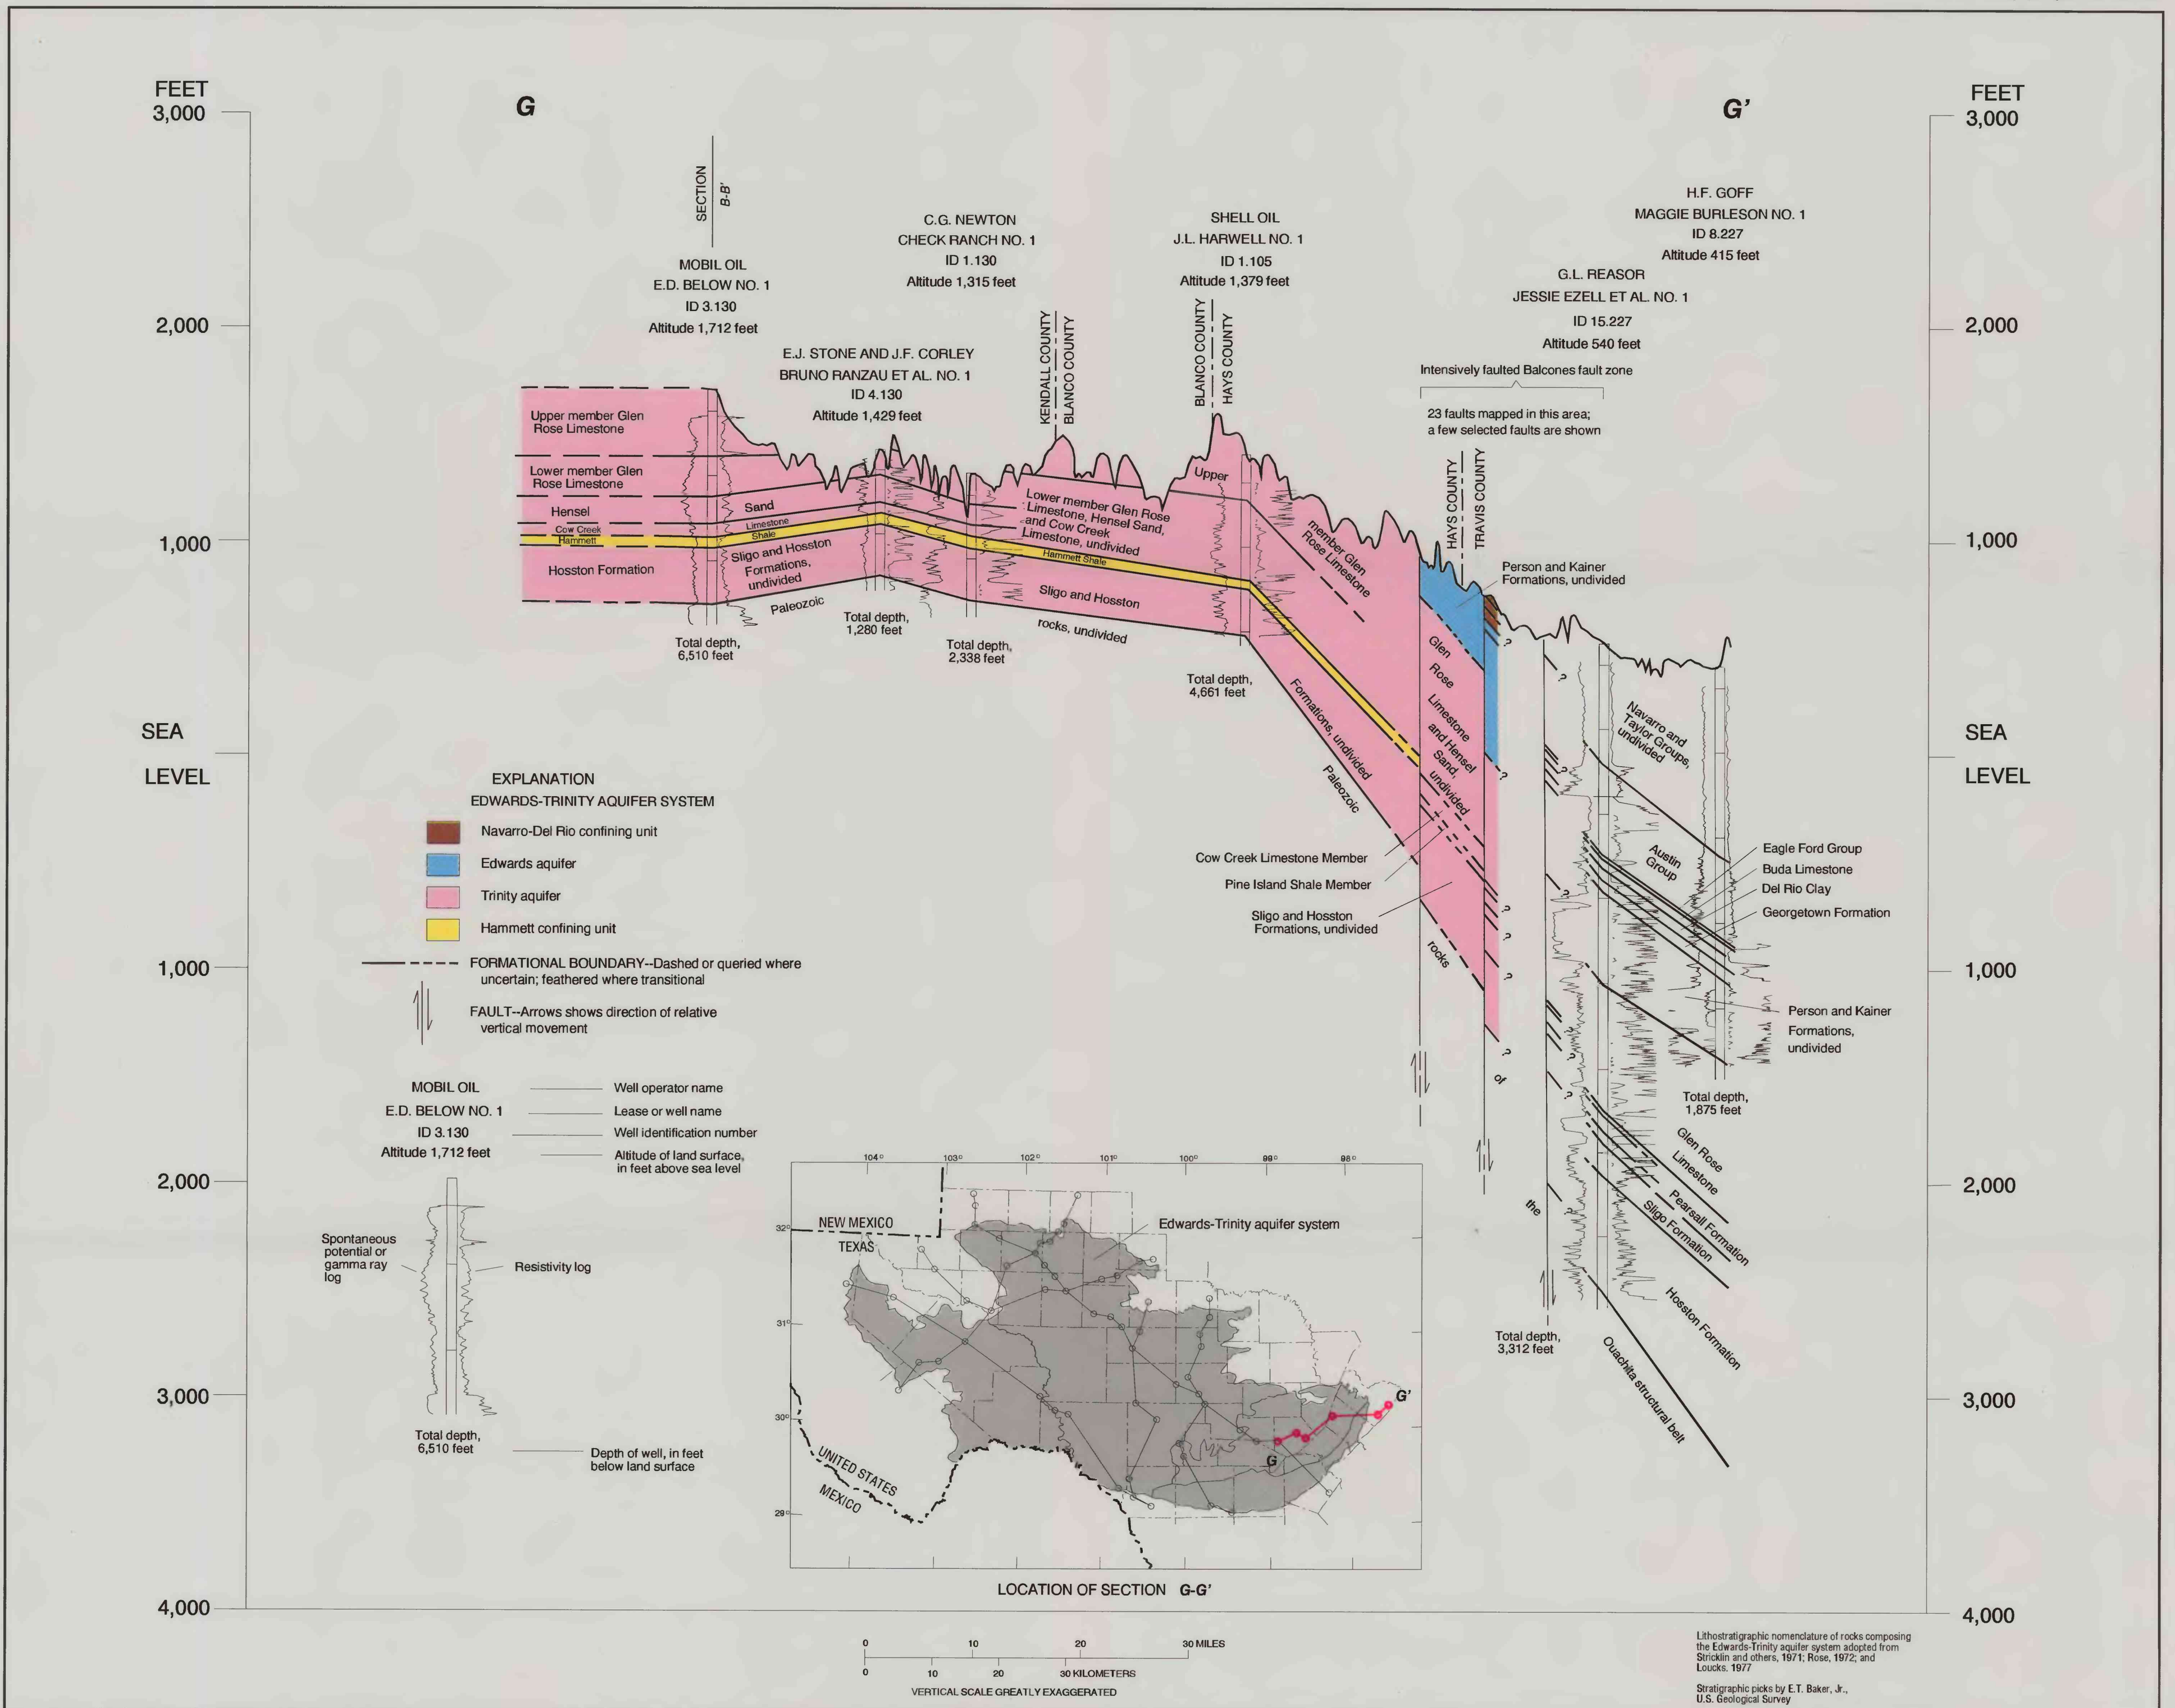 FEET
3,000
2,000
1,000
SEA
LEVEL
1,000
2,000
3,000
4,000
G
G'
FEET
3,000
2,000
1,000
SEA
LEVEL
1,000
2,000
3,000
4,000
SECTION
B-B'
MOBIL OIL
E.D. BELOW NO. 1
ID 3.130
Altitude 1,712 feet
E.J. STONE AND J.F. CORLEY
BRUNO RANZAU ET AL. NO. 1
ID 4.130
Altitude 1,429 feet
C.G. NEWTON
CHECK RANCH NO. 1
ID 1.130
Altitude 1,315 feet
KENDALL COUNTY
BLANCO COUNTY
SHELL OIL
J.L. HARWELL NO. 1
ID 1.105
Altitude 1,379 feet
BLANCO COUNTY
HAYS COUNTY
H.F. GOFF
MAGGIE BURLESON NO. 1
ID 8.227
Altitude 415 feet
G.L. REASOR
JESSIE EZELL ET AL. NO. 1
ID 15.227
Altitude 540 feet
Intensively faulted Balcones fault zone
23 faults mapped in this area;
a few selected faults are shown
HAYS COUNTY
TRAVIS COUNTY
Upper member Glen
Rose Limestone
Lower member Glen
Rose Limestone
Hensel
Cow Creek
Hammett
Hosston Formation
Sand
Limestone
Shale
Sligo and Hosston
Formations,
undivided
Paleozoic
Total depth,
6,510 feet
Total depth,
1,280 feet
Total depth,
2,338 feet
Total depth,
4,661 feet
Lower member Glen Rose
Limestone, Hensel Sand,
and Cow Creek
Limestone, undivided
Hammett Shale
Sligo and Hosston
rocks, undivided
Upper
member Glen
Rose Limestone
Formations, undivided
Paleozoic
Person and Kainer
Formations, undivided
Glen
Rose
Limestone
and Hensel
Sand,
undivided
Cow Creek Limestone Member
Pine Island Shale Member
Sligo and Hosston
Formations, undivided
rocks
of
the
?
?
?
?
?
?
?
?
?
?
?
?
Navarro and
Taylor Groups,
undivided
Austin
Group
Eagle Ford Group
Buda Limestone
Del Rio Clay
Georgetown Formation
Person and Kainer
Formations,
undivided
Total depth,
1,875 feet
Glen Rose
Limestone
Pearsall Formation
Sligo Formation
Hosston Formation
Ouachita structural belt
Total depth,
3,312 feet
EXPLANATION
EDWARDS-TRINITY AQUIFER SYSTEM
Navarro-Del Rio confining unit
Edwards aquifer
Trinity aquifer
Hammett confining unit
FORMATIONAL BOUNDARY--Dashed or queried where
uncertain; feathered where transitional
FAULT--Arrows shows direction of relative
vertical movement
MOBIL OIL
Well operator name
E.D. BELOW NO. 1
Lease or well name
ID 3.130
Well identification number
Altitude 1,712 feet
Altitude of land surface,
in feet above sea level
Spontaneous
potential or
gamma ray
log
Resistivity log
Total depth,
6,510 feet
Depth of well, in feet
below land surface
104° 103° 102° 101° 100° 99° 98°
32°
31°
30°
29°
NEW MEXICO
TEXAS
Edwards-Trinity aquifer system
G'
G
UNITED STATES
MEXICO
LOCATION OF SECTION G-G'
0 10 20 30 MILES
0 10 20 30 KILOMETERS
VERTICAL SCALE GREATLY EXAGGERATED
Lithostratigraphic nomenclature of rocks composing
the Edwards-Trinity aquifer system adopted from
Stricklin and others, 1971; Rose, 1972; and
Loucks. 1977
Stratigraphic picks by E.T. Baker, Jr.,
U.S. Geological Survey